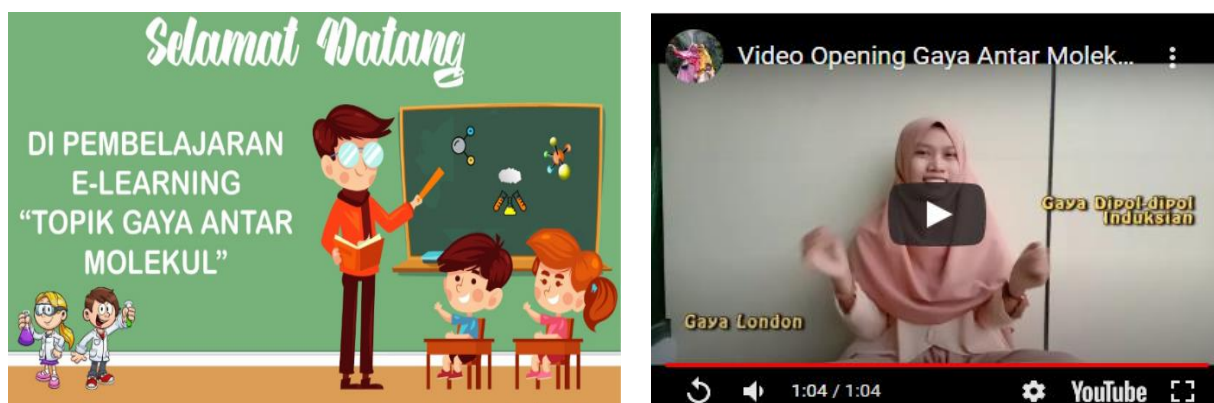 Selamat Datang
DI PEMBELAJARAN
E-LEARNING
“TOPIK GAYA ANTAR
MOLEKUL”
Video Opening Gaya Antar Molek...
Gaya Dipol-dipol
Induksian
Gaya London
1:04 / 1:04
YouTube